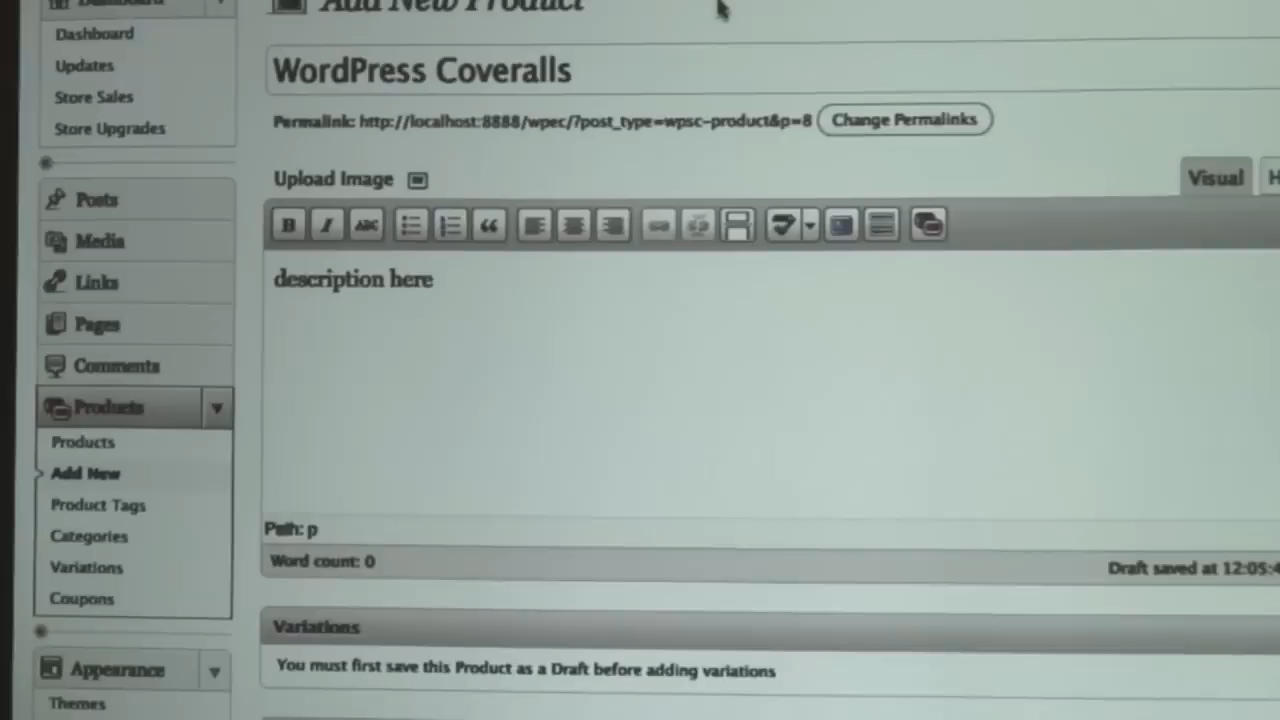 Dashboard
Dashboard
Updates
Store Sales
Store Upgrades
Posts
Media
Links
Pages
Comments
Products
Products
Add New
Product Tags
Categories
Variations
Coupons
Appearance
Themes
Add New Product
WordPress Coveralls
Permalink: http://localhost:8888/wpec/?post_type=wpsc-product&p=8 Change Permalinks
Upload Image
Visual H
B I ABC
description here
Path: p
Word count: 0 Draft saved at 12:05:4
Variations
You must first save this Product as a Draft before adding variations